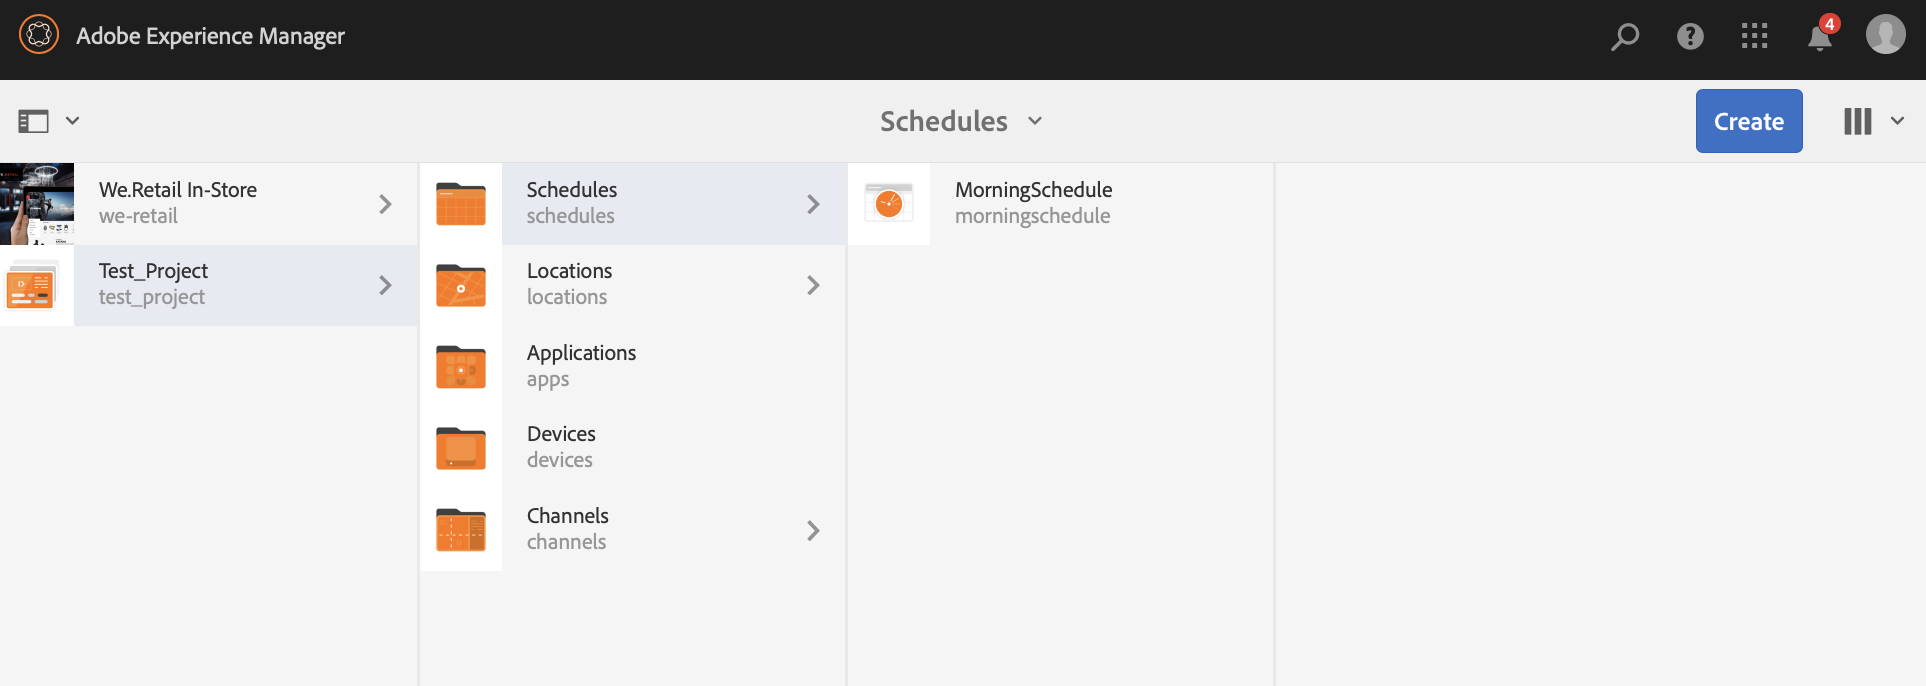 Adobe Experience Manager
4
Schedules
Create
We.Retail In-Store
we-retail
Test_Project
test_project
Schedules
schedules
Locations
locations
Applications
apps
Devices
devices
Channels
channels
MorningSchedule
morningschedule